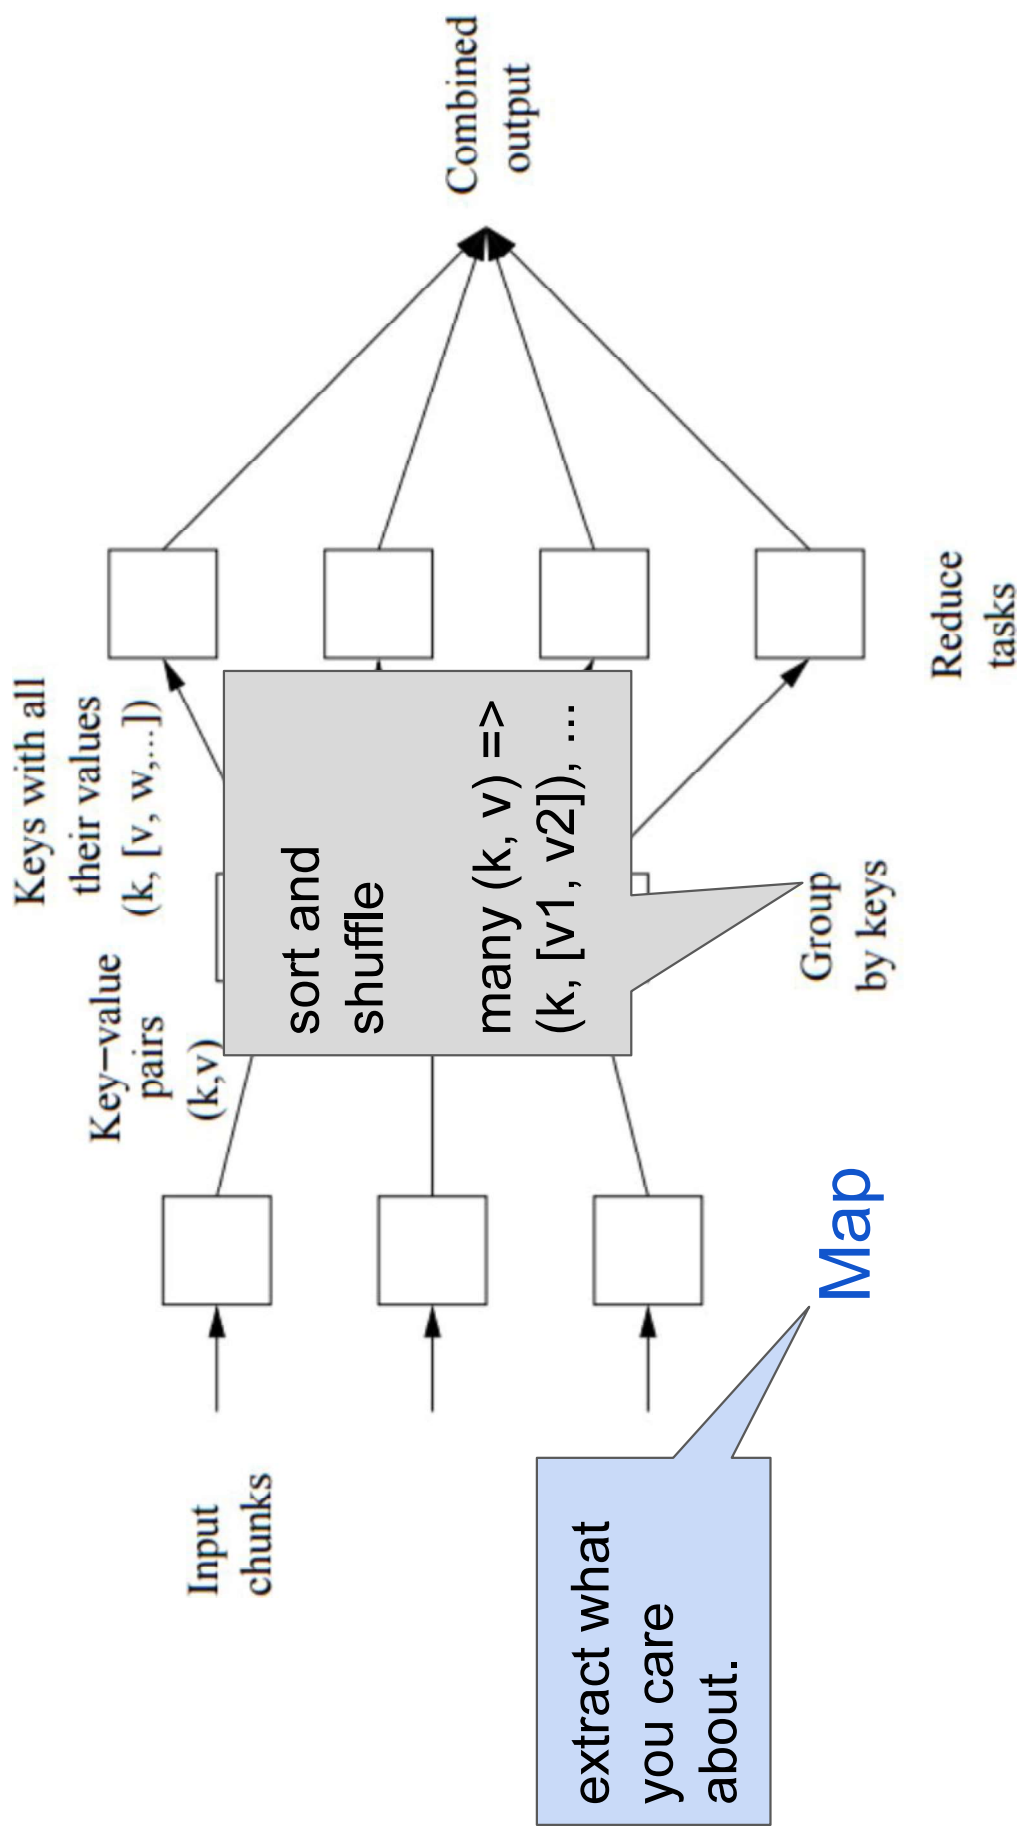 Input
chunks
Key−value
pairs
(k,v)
Keys with all
their values
(k, [v, w,...])
Combined
output
sort and
shuffle
many (k, v) =>
(k, [v1, v2]), ...
extract what
you care
about.
Map
Group
by keys
Reduce
tasks